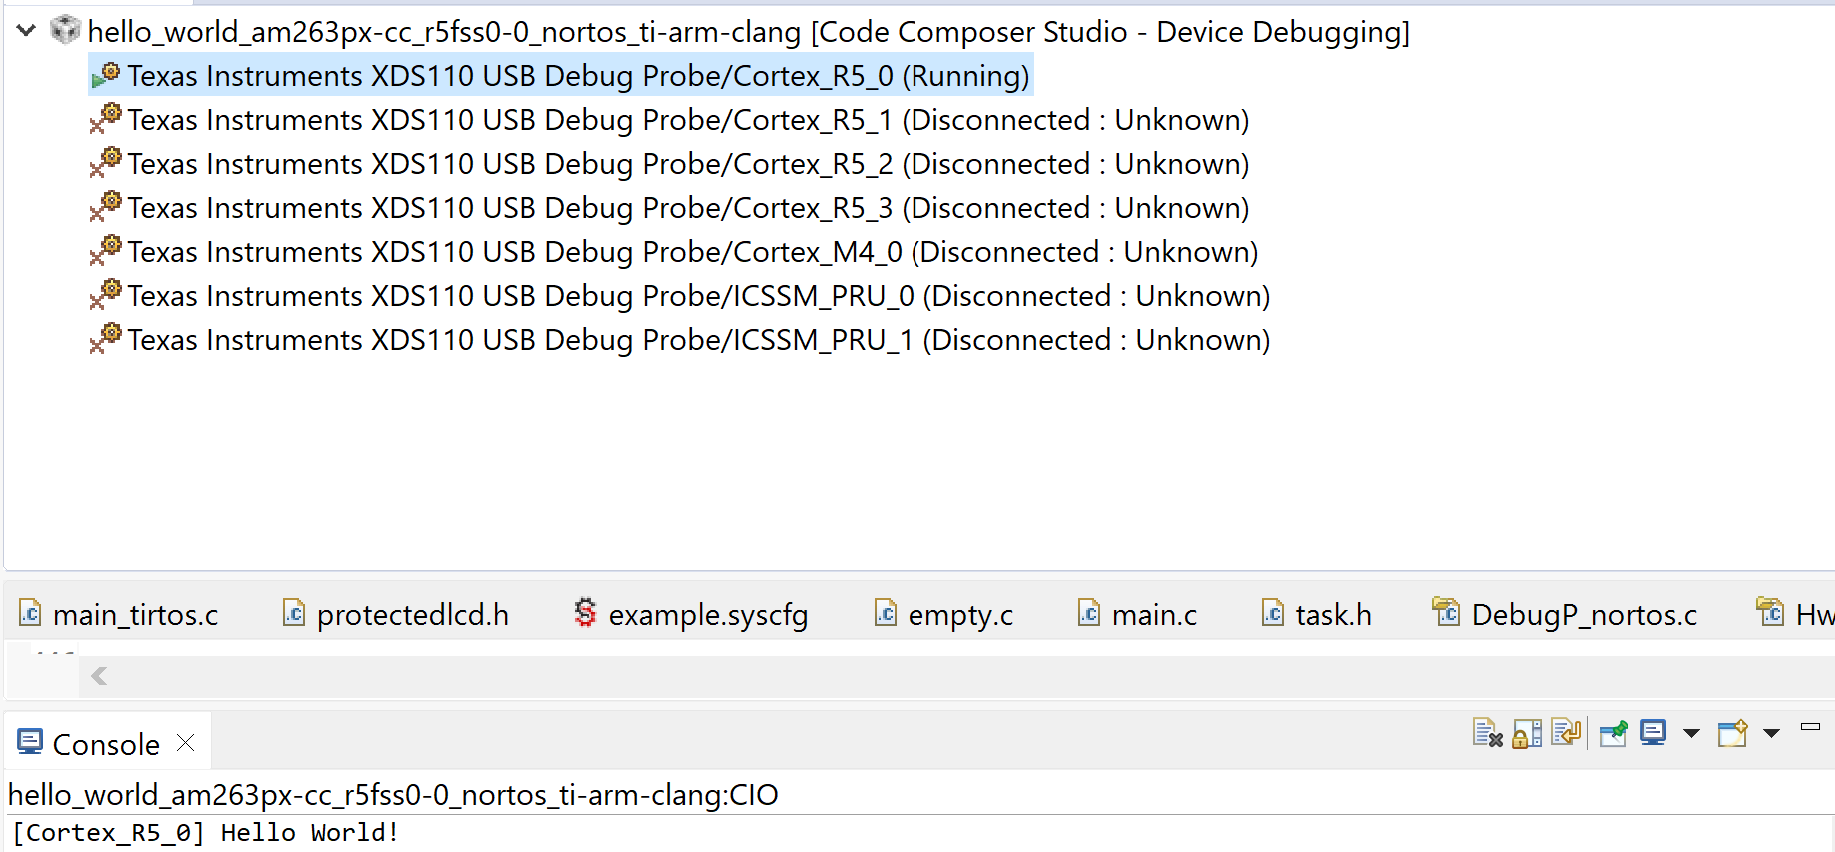 hello_world_am263px-cc_r5fss0-0_nortos_ti-arm-clang [Code Composer Studio - Device Debugging]
Texas Instruments XDS110 USB Debug Probe/Cortex_R5_0 (Running)
Texas Instruments XDS110 USB Debug Probe/Cortex_R5_1 (Disconnected : Unknown)
Texas Instruments XDS110 USB Debug Probe/Cortex_R5_2 (Disconnected : Unknown)
Texas Instruments XDS110 USB Debug Probe/Cortex_R5_3 (Disconnected : Unknown)
Texas Instruments XDS110 USB Debug Probe/Cortex_M4_0 (Disconnected : Unknown)
Texas Instruments XDS110 USB Debug Probe/ICSSM_PRU_0 (Disconnected : Unknown)
Texas Instruments XDS110 USB Debug Probe/ICSSM_PRU_1 (Disconnected : Unknown)
main_tirtos.c protectedlcd.h example.syscfg empty.c main.c task.h DebugP_nortos.c Hw
Console
hello_world_am263px-cc_r5fss0-0_nortos_ti-arm-clang:CIO
[Cortex_R5_0] Hello World!